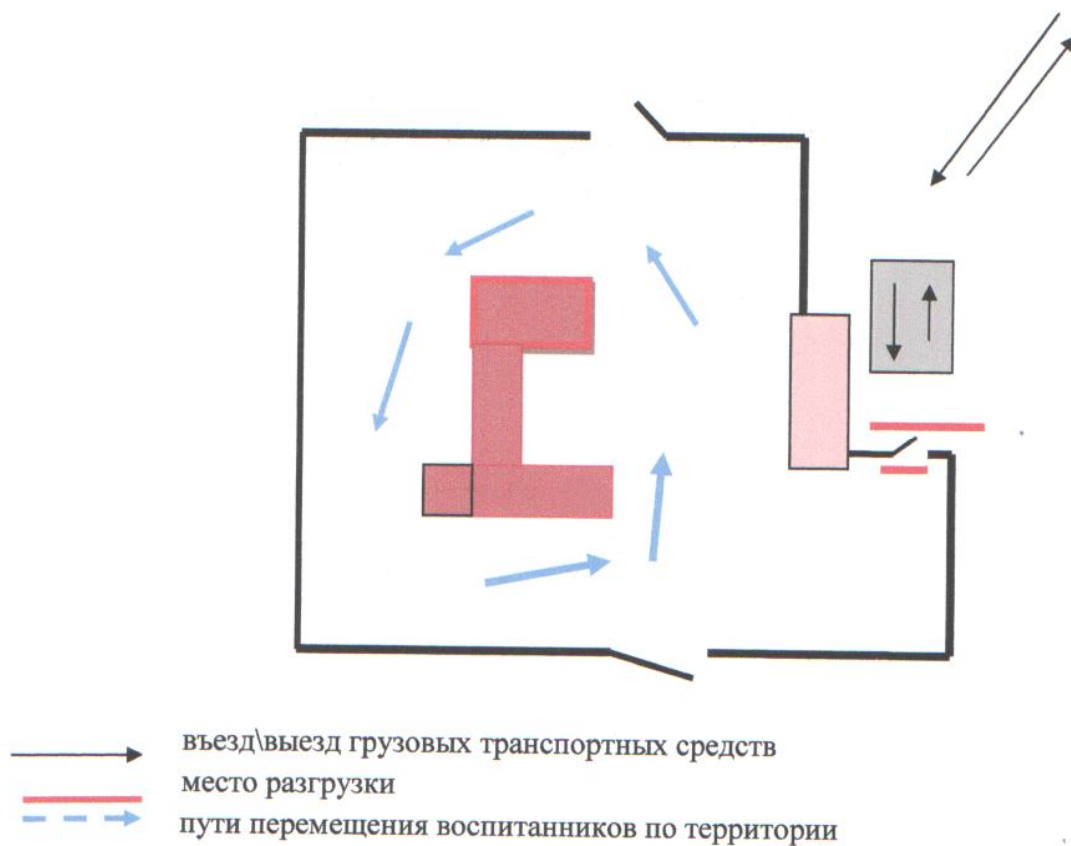 въезд\выезд грузовых транспортных средств
место разгрузки
пути перемещения воспитанников по территории